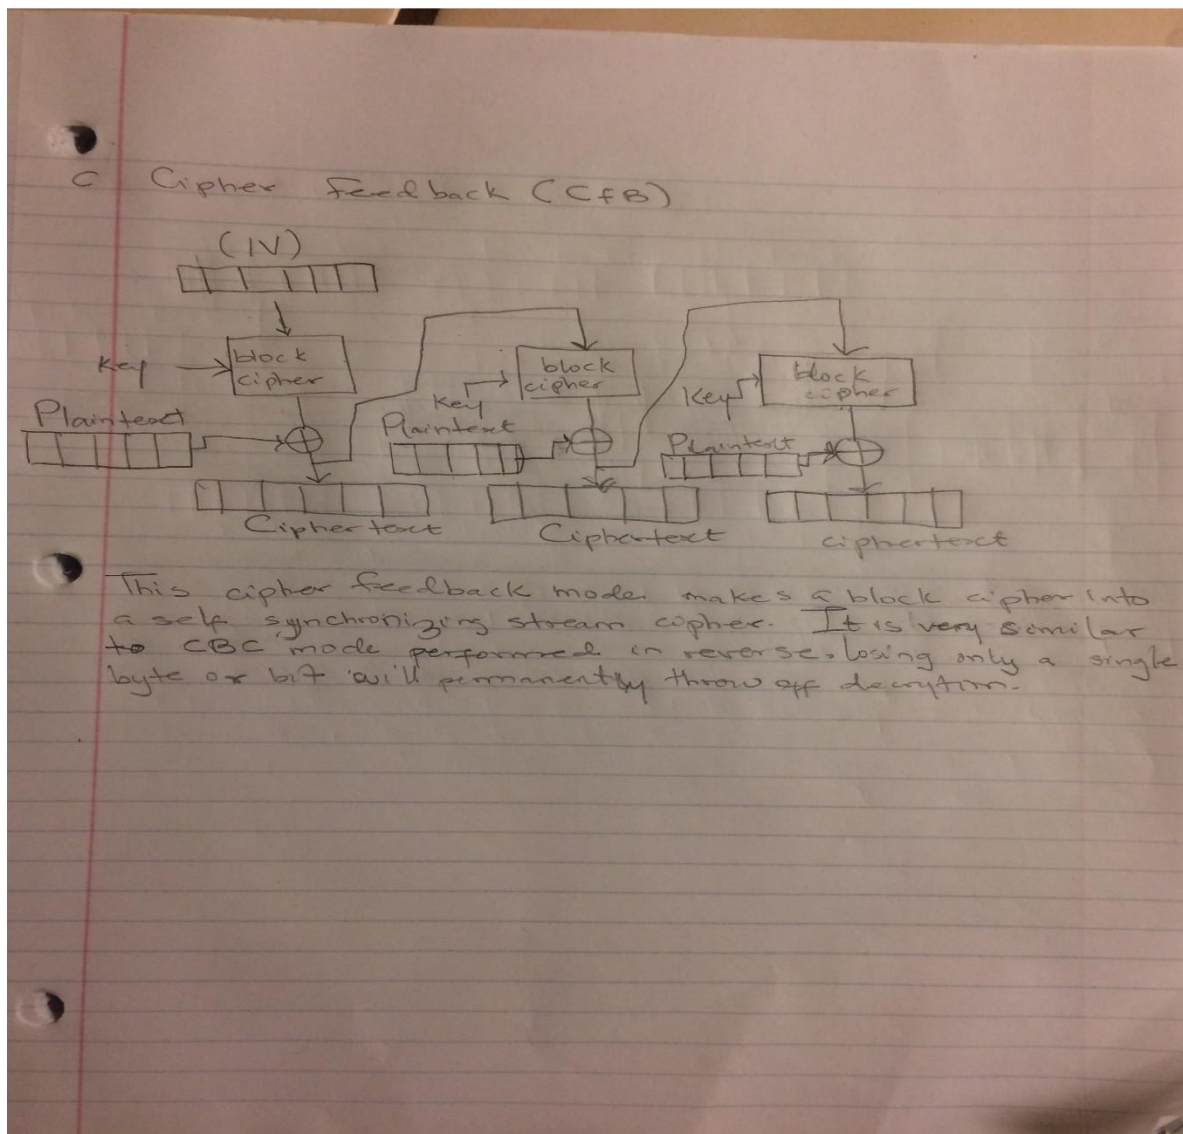 C Cipher feedback (CfB)
(IV)
Key
block
cipher
Plaintext
Key
block
cipher
Plaintext
Key
block
cipher
Plaintext
Ciphertext
Ciphertext
ciphertext
This cipher feedback mode makes a block cipher into
a self synchronizing stream cipher. It is very similar
to CBC mode performed in reverse. losing only a single
byte or bit will permanently throw off decrytion.